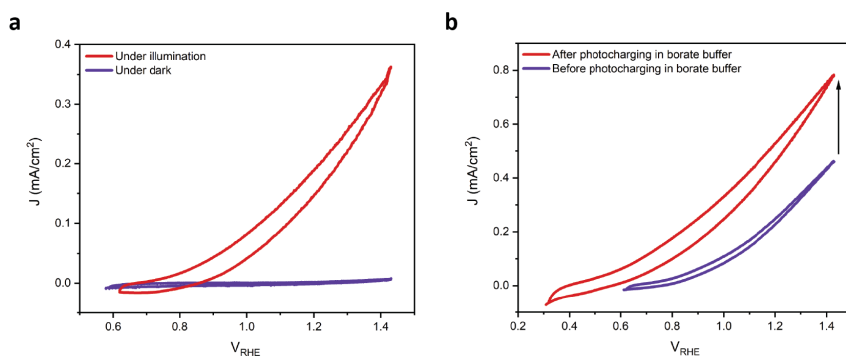 a
Under illumination
Under dark
0.4
0.3
0.2
0.1
0.0
J (mA/cm²)
0.6
0.8
1.0
1.2
1.4
V_RHE
b
After photocharging in borate buffer
Before photocharging in borate buffer
0.8
0.6
0.4
0.2
0.0
J (mA/cm²)
0.2
0.4
0.6
0.8
1.0
1.2
1.4
V_RHE